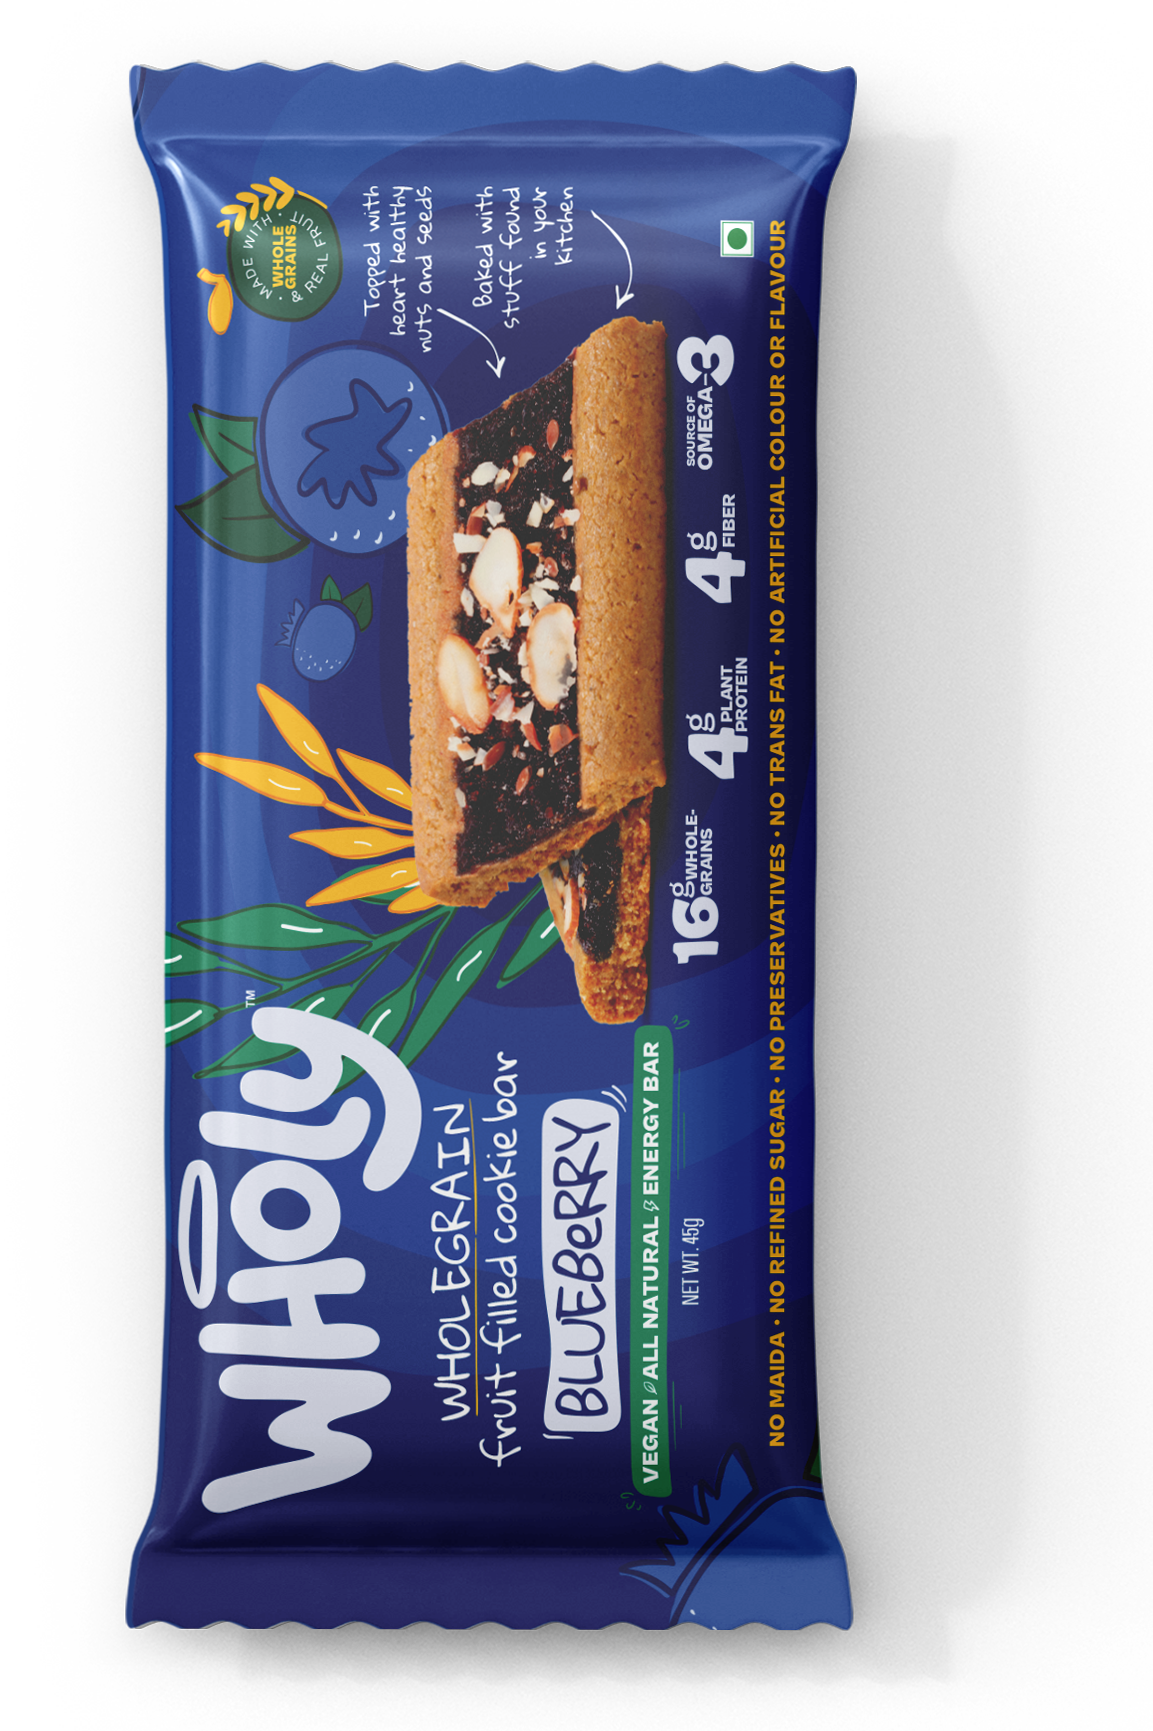 WHOLY™
WHOLEGRAIN
fruit filled cookie bar
BLUEBeRRY
VEGAN ALL NATURAL ENERGY BAR
NET WT. 45g
MADE WITH
WHOLE
GRAINS
& REAL FRUIT
Topped with
heart healthy
nuts and seeds
Baked with
stuff found
in your
kitchen
16g WHOLE-
GRAINS
4g PLANT
PROTEIN
4g FIBER
SOURCE OF
OMEGA-3
NO MAIDA • NO REFINED SUGAR • NO PRESERVATIVES • NO TRANS FAT • NO ARTIFICIAL COLOUR OR FLAVOUR